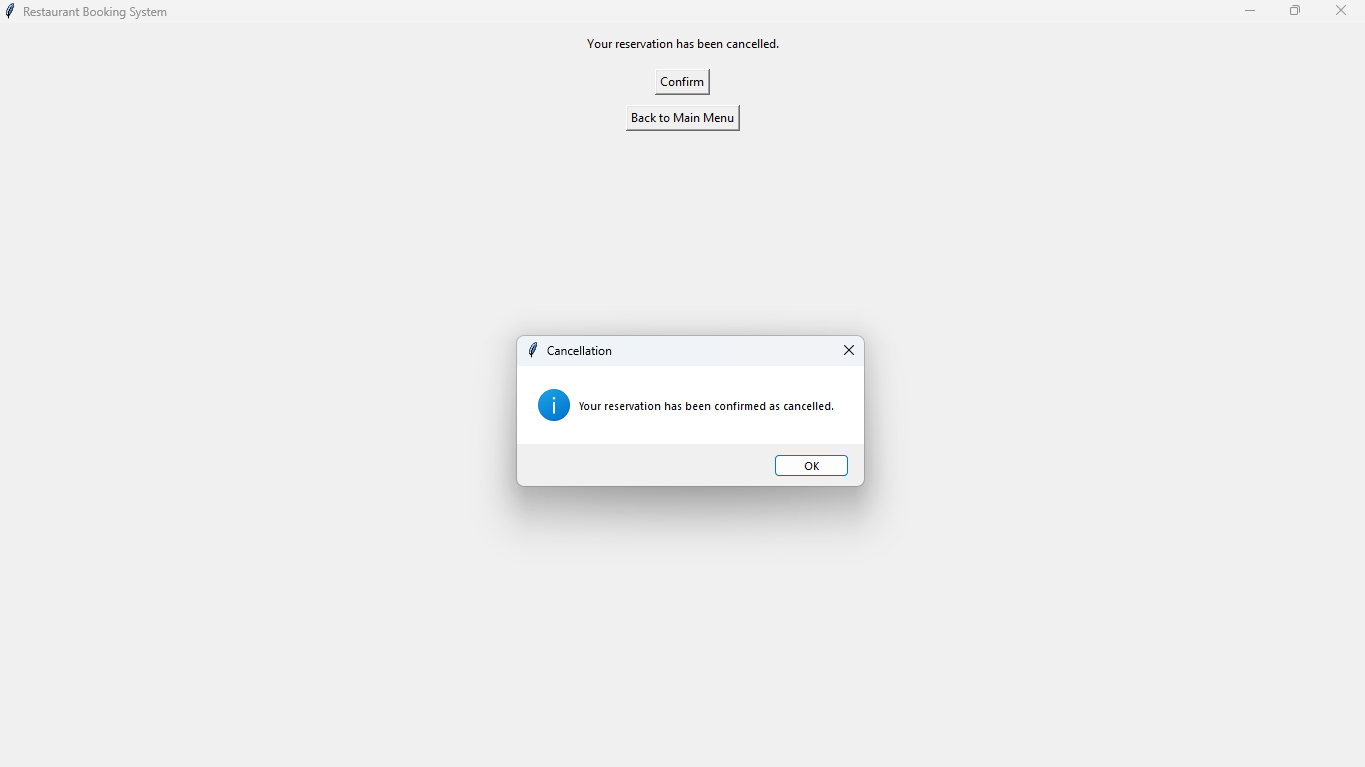 Restaurant Booking System
Your reservation has been cancelled.
Confirm
Back to Main Menu
Cancellation
Your reservation has been confirmed as cancelled.
OK